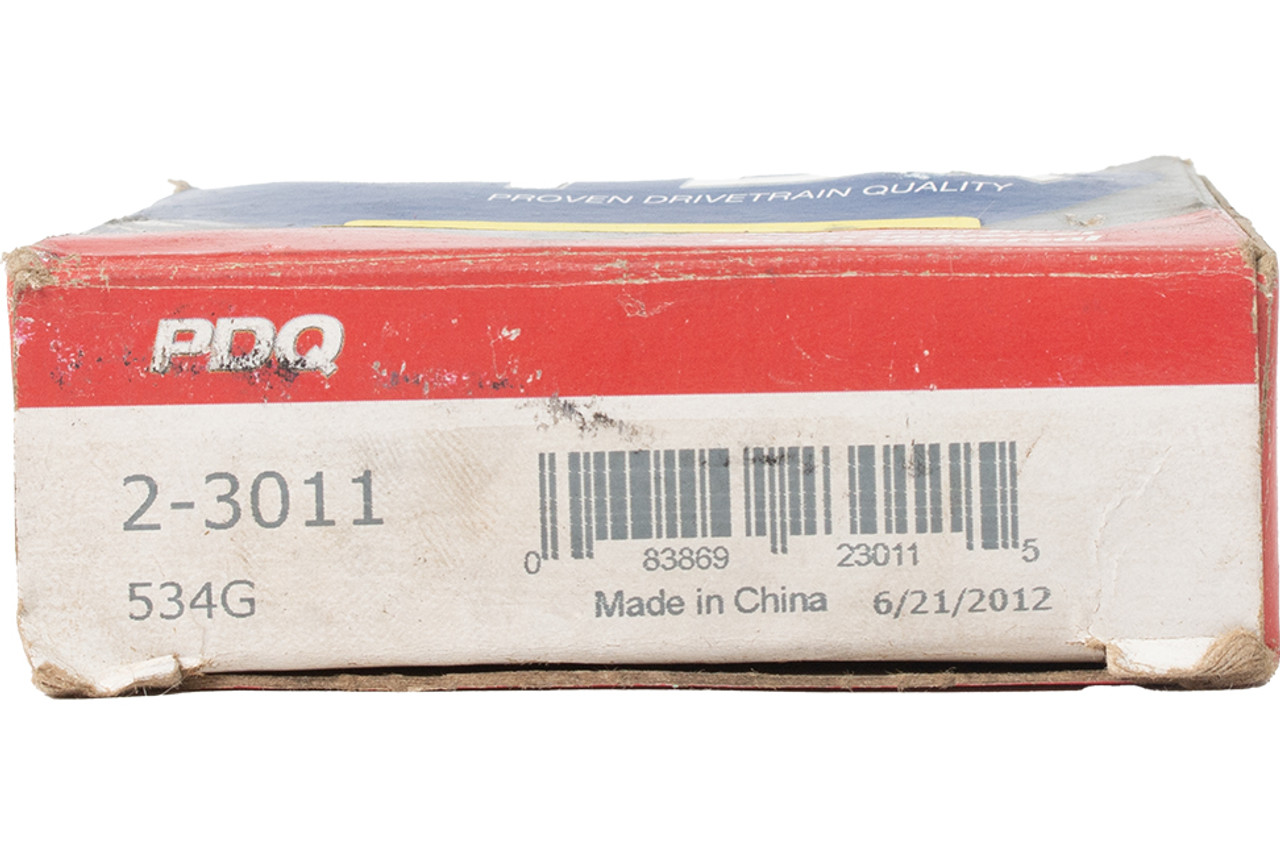 PROVEN DRIVETRAIN QUALITY
PDQ
2-3011
534G
0 83869 23011 5
Made in China 6/21/2012